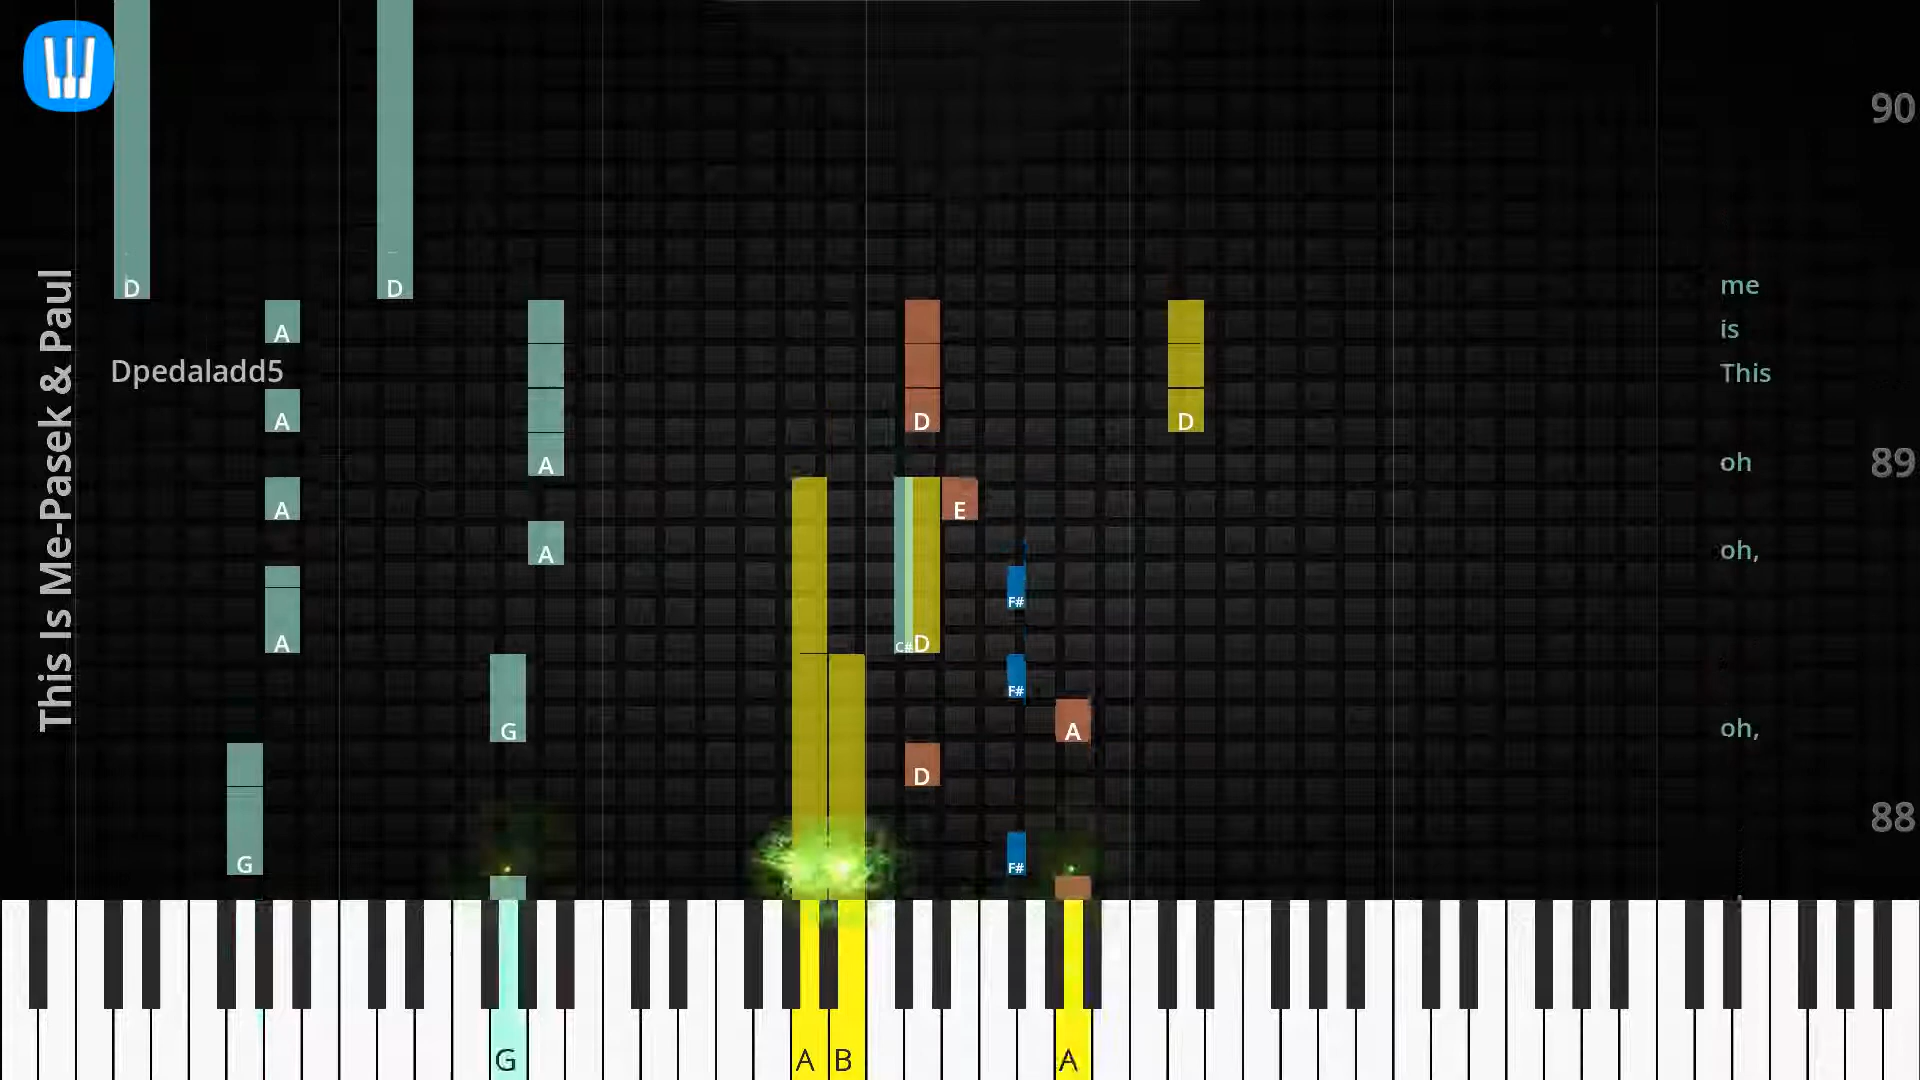 This Is Me-Pasek & Paul
90
D
D
me
A
is
Dpedaladd5
This
A
D
D
A
oh
89
A
E
A
oh,
F#
A
C#
D
F#
G
A
oh,
D
88
G
F#
G
A
B
A